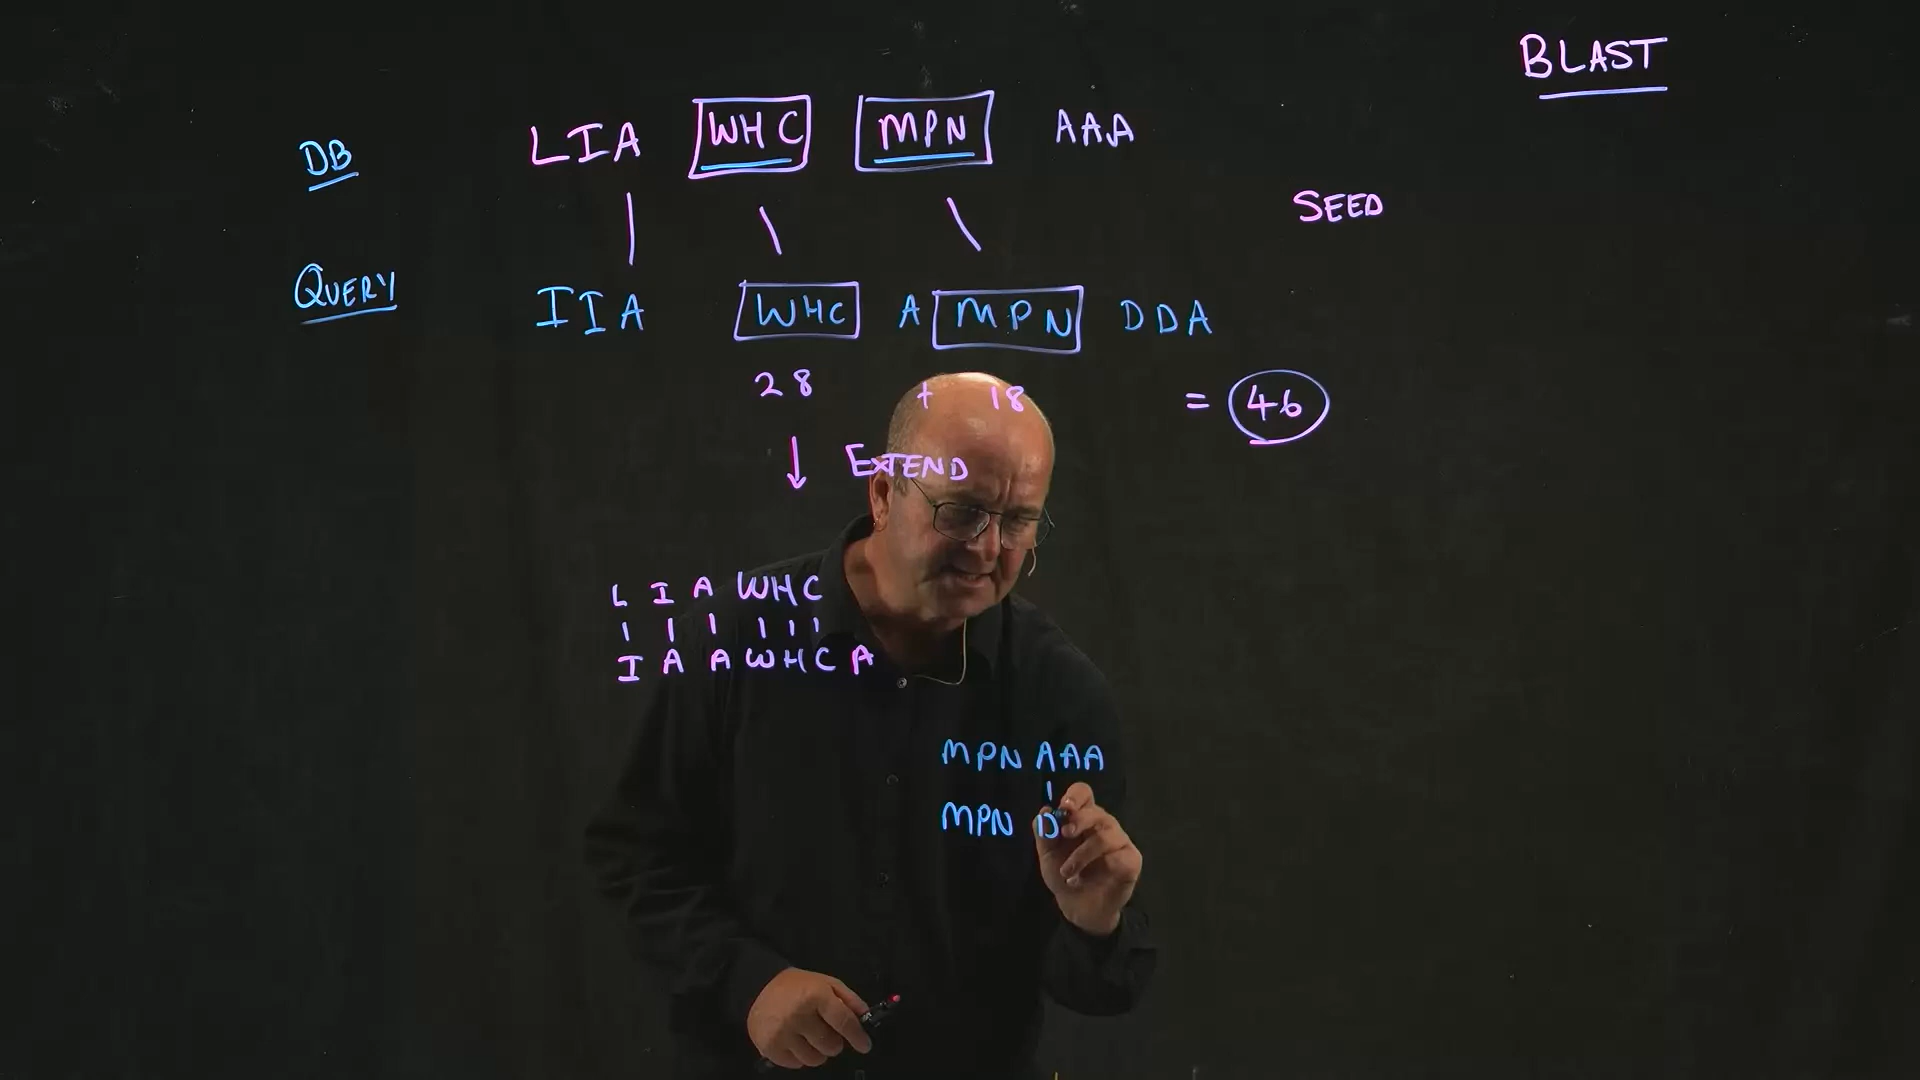 BLAST
DB LIA WHC MPN AAA
SEED
QUERY IIA WHC A MPN DDA
28 + 18 = 46
EXTEND
L I A WHC
I A A WHC A
MPN AAA
MPN D